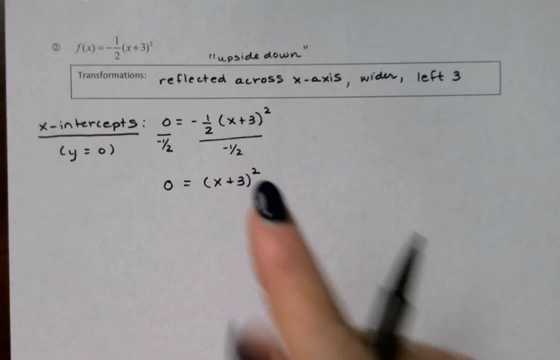 ② f(x)=-1/2(x+3)²
"upside down"
Transformations: reflected across x-axis, wider, left 3
x-intercepts: 0 = -1/2 (x+3)²
(y = 0) -1/2 -1/2
0 = (x+3)²